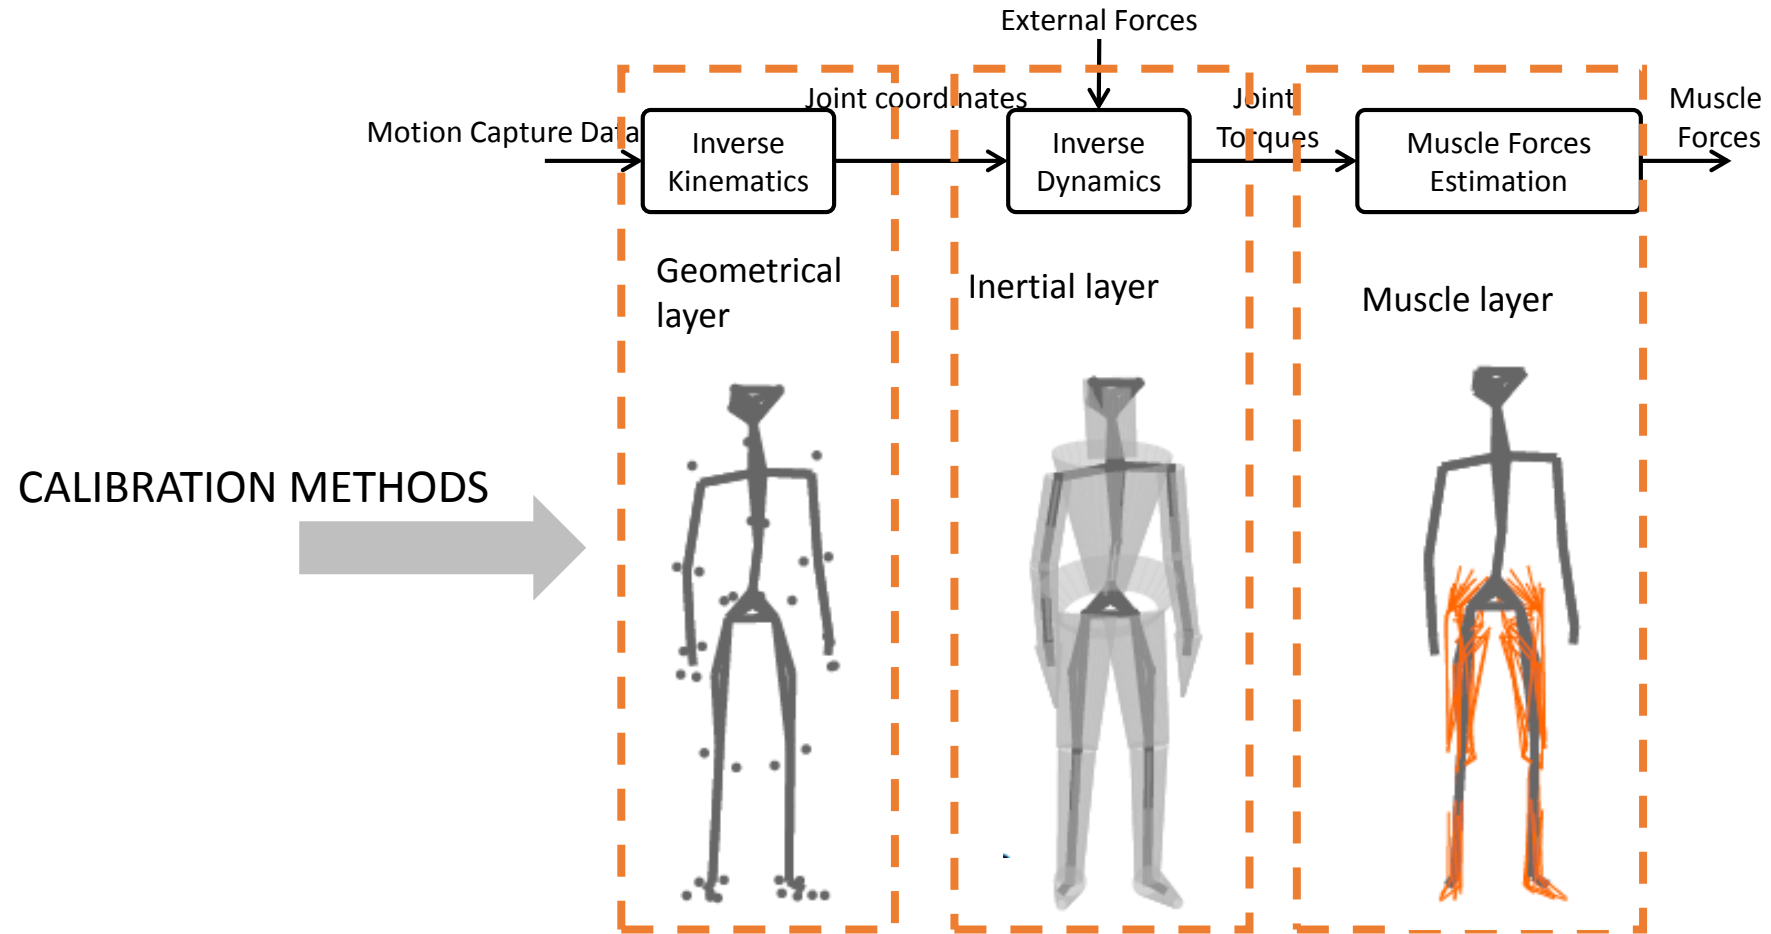 External Forces
Joint coordinates
Joint
Torques
Muscle
Forces
Motion Capture Data
Inverse
Kinematics
Inverse
Dynamics
Muscle Forces
Estimation
Geometrical
layer
Inertial layer
Muscle layer
CALIBRATION METHODS